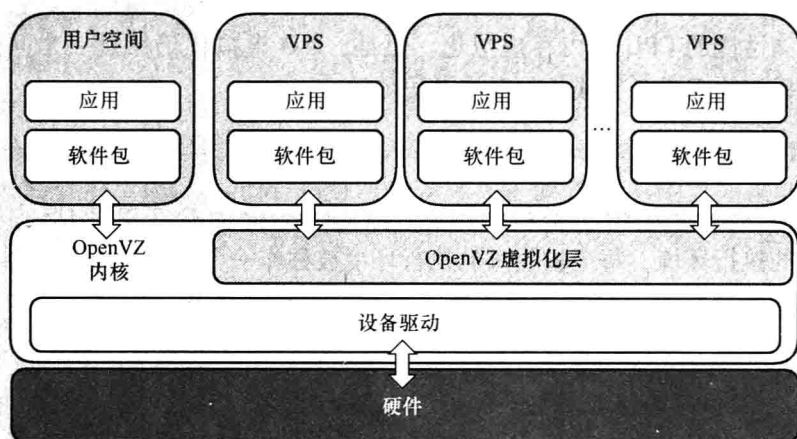 用户空间
VPS
VPS
VPS
应用
应用
应用
应用
软件包
软件包
软件包
...
软件包
OpenVZ
内核
OpenVZ虚拟化层
设备驱动
硬件